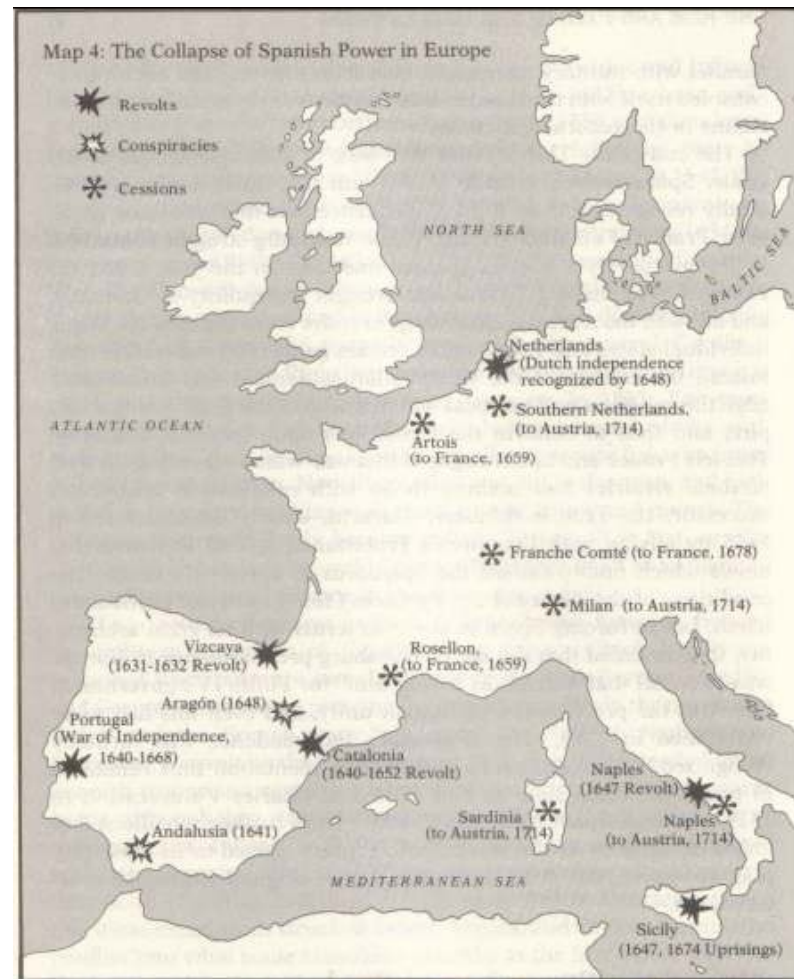 Map 4: The Collapse of Spanish Power in Europe
Revolts
Conspiracies
Cessions
NORTH SEA
BALTIC SEA
Netherlands
(Dutch independence
recognized by 1648)
ATLANTIC OCEAN
Southern Netherlands,
(to Austria, 1714)
Artois
(to France, 1659)
Franche Comté (to France, 1678)
Milan (to Austria, 1714)
Vizcaya
(1631-1632 Revolt)
Rosellon,
(to France, 1659)
Aragón (1648)
Portugal
(War of Independence,
1640-1668)
Catalonia
(1640-1652 Revolt)
Naples
(1647 Revolt)
Sardinia
(to Austria, 1714)
Naples
(to Austria, 1714)
Andalusia (1641)
MEDITERRANEAN SEA
Sicily
(1647, 1674 Uprisings)